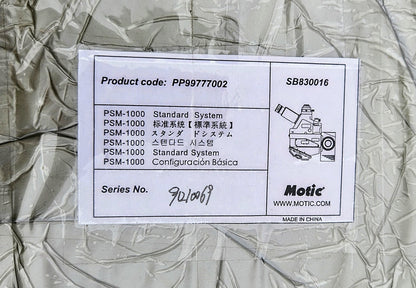 Product code: PP99777002
SB830016
PSM-1000 Standard System
PSM-1000 标准系统【標準系統】
PSM-1000 スタンダードシステム
PSM-1000 스텐다드 시스템
PSM-1000 Standard System
PSM-1000 Configuración Básica
Series No. 9010069
Motic®
WWW.MOTIC.COM
MADE IN CHINA